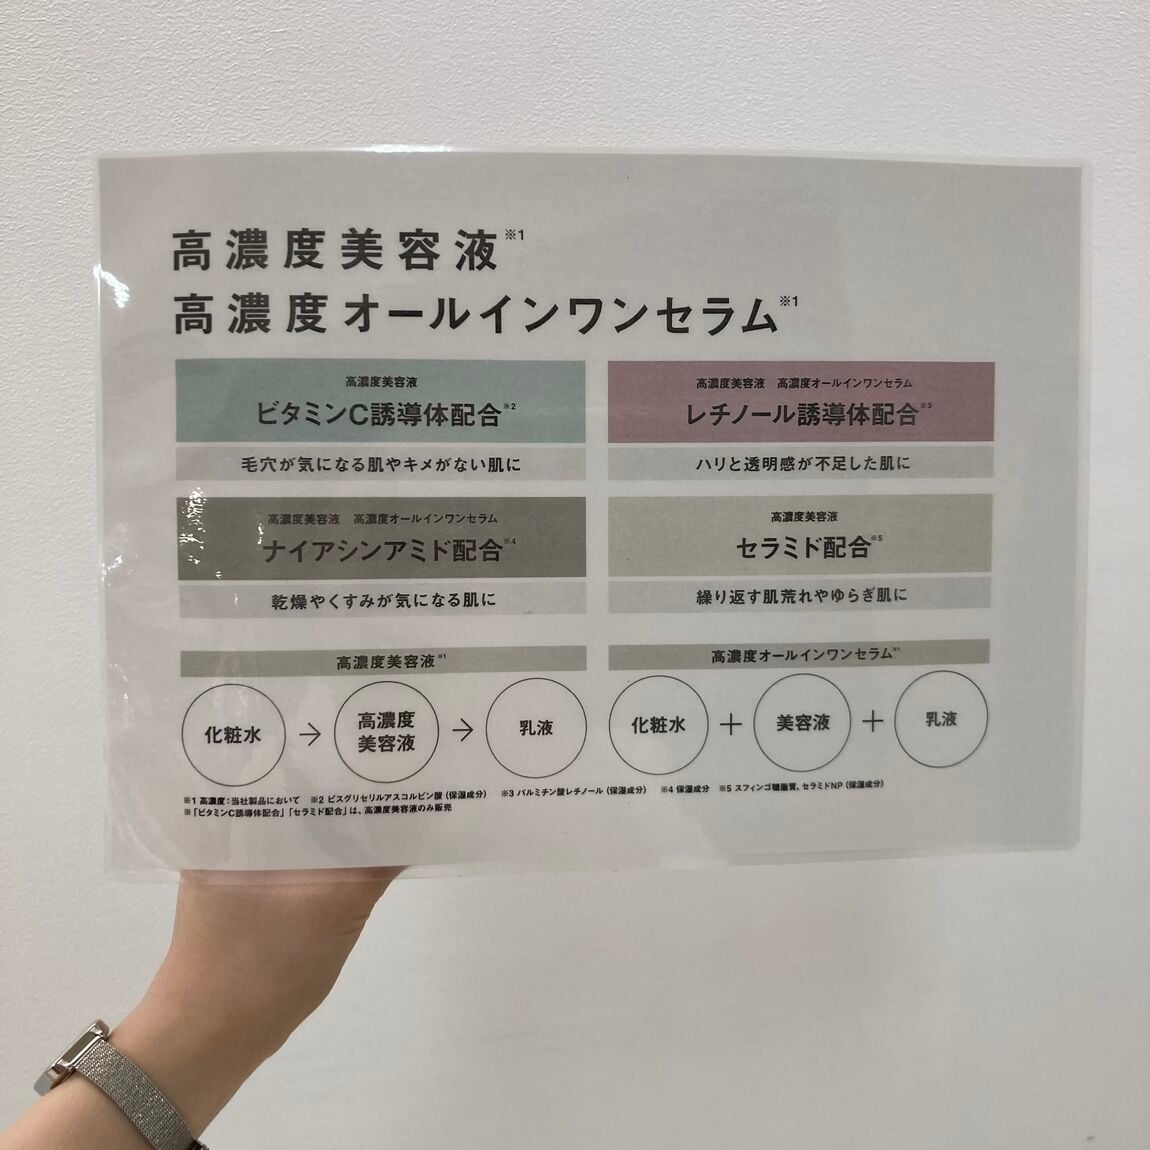 高濃度美容液※1
高濃度オールインワンセラム※1
高濃度美容液
ビタミンC誘導体配合※2
毛穴が気になる肌やキメがない肌に
高濃度美容液 高濃度オールインワンセラム
レチノール誘導体配合※3
ハリと透明感が不足した肌に
高濃度美容液 高濃度オールインワンセラム
ナイアシンアミド配合※4
乾燥やくすみが気になる肌に
高濃度美容液
セラミド配合※5
繰り返す肌荒れやゆらぎ肌に
高濃度美容液※1
化粧水 → 高濃度美容液 → 乳液
高濃度オールインワンセラム※1
化粧水 + 美容液 + 乳液
※1 高濃度：当社製品において ※2 ビスグリセリルアスコルビン酸（保湿成分） ※3 パルミチン酸レチノール（保湿成分） ※4 保湿成分 ※5 スフィンゴ糖脂質、セラミドNP（保湿成分）
※「ビタミンC誘導体配合」「セラミド配合」は、高濃度美容液のみ販売